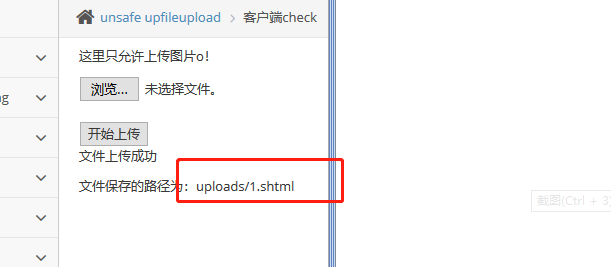 unsafe upfileupload > 客户端check
这里只允许上传图片o!
浏览... 未选择文件。
ng
开始上传
文件上传成功
文件保存的路径为：uploads/1.shtml
截图(Ctrl + 3)